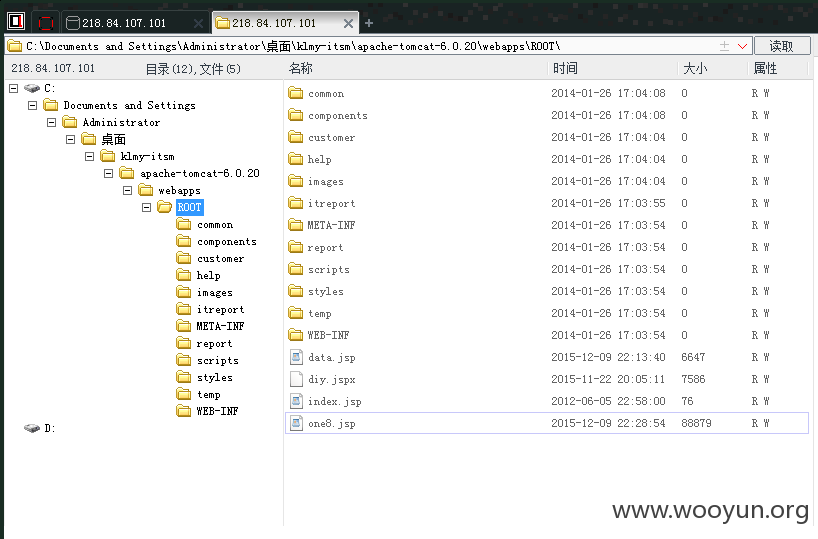 218.84.107.101 218.84.107.101
C:\Documents and Settings\Administrator\桌面\klmy-itsm\apache-tomcat-6.0.20\webapps\ROOT\ 读取
218.84.107.101 目录(12),文件(5)
C:
Documents and Settings
Administrator
桌面
klmy-itsm
apache-tomcat-6.0.20
webapps
ROOT
common
components
customer
help
images
itreport
META-INF
report
scripts
styles
temp
WEB-INF
D:
名称 时间 大小 属性
common 2014-01-26 17:04:08 0 R W
components 2014-01-26 17:04:08 0 R W
customer 2014-01-26 17:04:04 0 R W
help 2014-01-26 17:04:04 0 R W
images 2014-01-26 17:04:04 0 R W
itreport 2014-01-26 17:03:55 0 R W
META-INF 2014-01-26 17:03:54 0 R W
report 2014-01-26 17:03:54 0 R W
scripts 2014-01-26 17:03:54 0 R W
styles 2014-01-26 17:03:54 0 R W
temp 2014-01-26 17:03:54 0 R W
WEB-INF 2014-01-26 17:03:54 0 R W
data.jsp 2015-12-09 22:13:40 6647 R W
diy.jspx 2015-11-22 20:05:11 7586 R W
index.jsp 2012-06-05 22:58:00 76 R W
one8.jsp 2015-12-09 22:28:54 88879 R W
www.wooyun.org